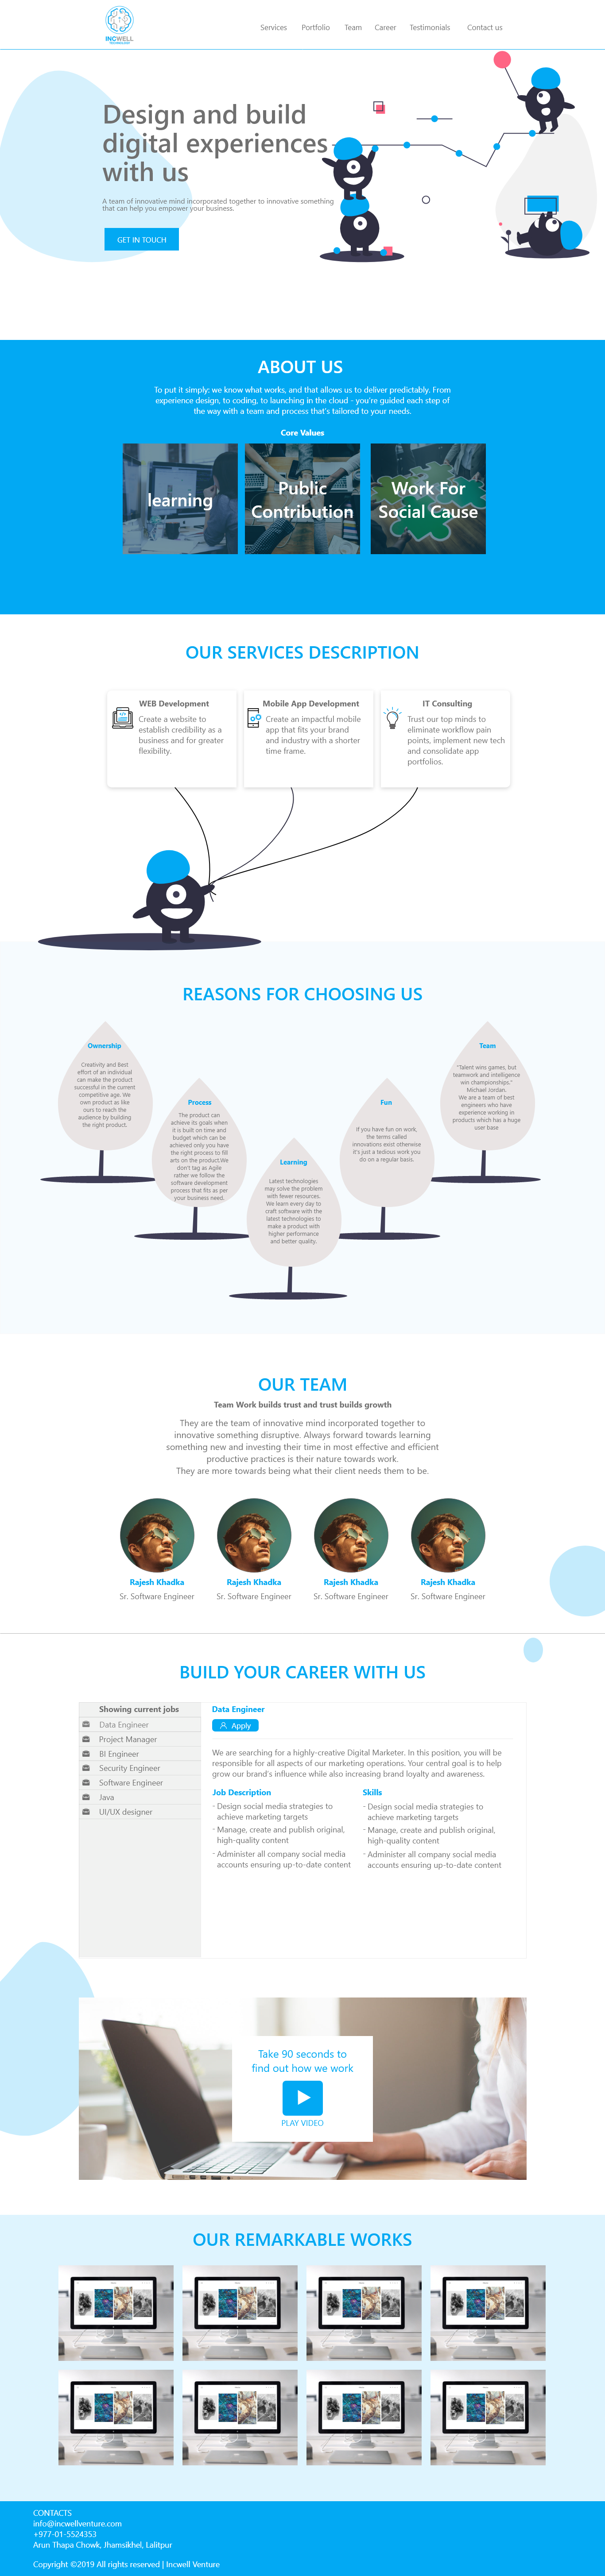 INCWELL
TECHNOLOGY
Services Portfolio Team Career Testimonials Contact us
Design and build
digital experiences
with us
A team of innovative mind incorporated together to innovative something
that can help you empower your business.
GET IN TOUCH
ABOUT US
To put it simply: we know what works, and that allows us to deliver predictably. From
experience design, to coding, to launching in the cloud - you're guided each step of
the way with a team and process that's tailored to your needs.
Core Values
learning
Public
Contribution
Work For
Social Cause
OUR SERVICES DESCRIPTION
WEB Development
Create a website to
establish credibility as a
business and for greater
flexibility.
Mobile App Development
Create an impactful mobile
app that fits your brand
and industry with a shorter
time frame.
IT Consulting
Trust our top minds to
eliminate workflow pain
points, implement new tech
and consolidate app
portfolios.
REASONS FOR CHOOSING US
Ownership
Creativity and Best
effort of an individual
can make the product
successful in the current
competitive age. We
own product as like
ours to reach the
audience by building
the right product.
Process
The product can
achieve its goals when
it is built on time and
budget which can be
achieved only you have
the right process to fill
arts on the product.We
don't tag as Agile
rather we follow the
software development
process that fits as per
your business need.
Learning
Latest technologies
may solve the problem
with fewer resources.
We learn every day to
craft software with the
latest technologies to
make a product with
higher performance
and better quality.
Fun
If you have fun on work,
the terms called
innovations exist otherwise
it's just a tedious work you
do on a regular basis.
Team
"Talent wins games, but
teamwork and intelligence
win championships."
Michael Jordan,
We are a team of best
engineers who have
experience working in
products which has a huge
user base
OUR TEAM
Team Work builds trust and trust builds growth
They are the team of innovative mind incorporated together to
innovative something disruptive. Always forward towards learning
something new and investing their time in most effective and efficient
productive practices is their nature towards work.
They are more towards being what their client needs them to be.
Rajesh Khadka
Sr. Software Engineer
Rajesh Khadka
Sr. Software Engineer
Rajesh Khadka
Sr. Software Engineer
Rajesh Khadka
Sr. Software Engineer
BUILD YOUR CAREER WITH US
Showing current jobs
Data Engineer
Project Manager
BI Engineer
Security Engineer
Software Engineer
Java
UI/UX designer
Data Engineer
Apply
We are searching for a highly-creative Digital Marketer. In this position, you will be
responsible for all aspects of our marketing operations. Your central goal is to help
grow our brand's influence while also increasing brand loyalty and awareness.
Job Description
- Design social media strategies to
achieve marketing targets
- Manage, create and publish original,
high-quality content
- Administer all company social media
accounts ensuring up-to-date content
Skills
- Design social media strategies to
achieve marketing targets
- Manage, create and publish original,
high-quality content
- Administer all company social media
accounts ensuring up-to-date content
Take 90 seconds to
find out how we work
PLAY VIDEO
OUR REMARKABLE WORKS
CONTACTS
info@incwellventure.com
+977-01-5524353
Arun Thapa Chowk, Jhamsikhel, Lalitpur
Copyright ©2019 All rights reserved | Incwell Venture